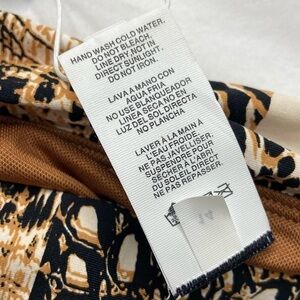 HAND WASH COLD WATER.
DO NOT BLEACH.
LINE DRY, NOT IN
DIRECT SUNLIGHT.
DO NOT IRON.
LAVA A MANO CON
AQUA FRIA
NO USE BLANQUEADOR
LINEA SECA NO EN
LUZ DEL SOL DIRECTA
NO PLANCHA
LAVER À LA MAIN À
L'EAU FROIDE.
NE PAS JAVELLISER.
SUSPENDRE POUR
SÉCHER À L'ABRI
DU SOLEIL DIRECT.
NE PAS REPASSER.